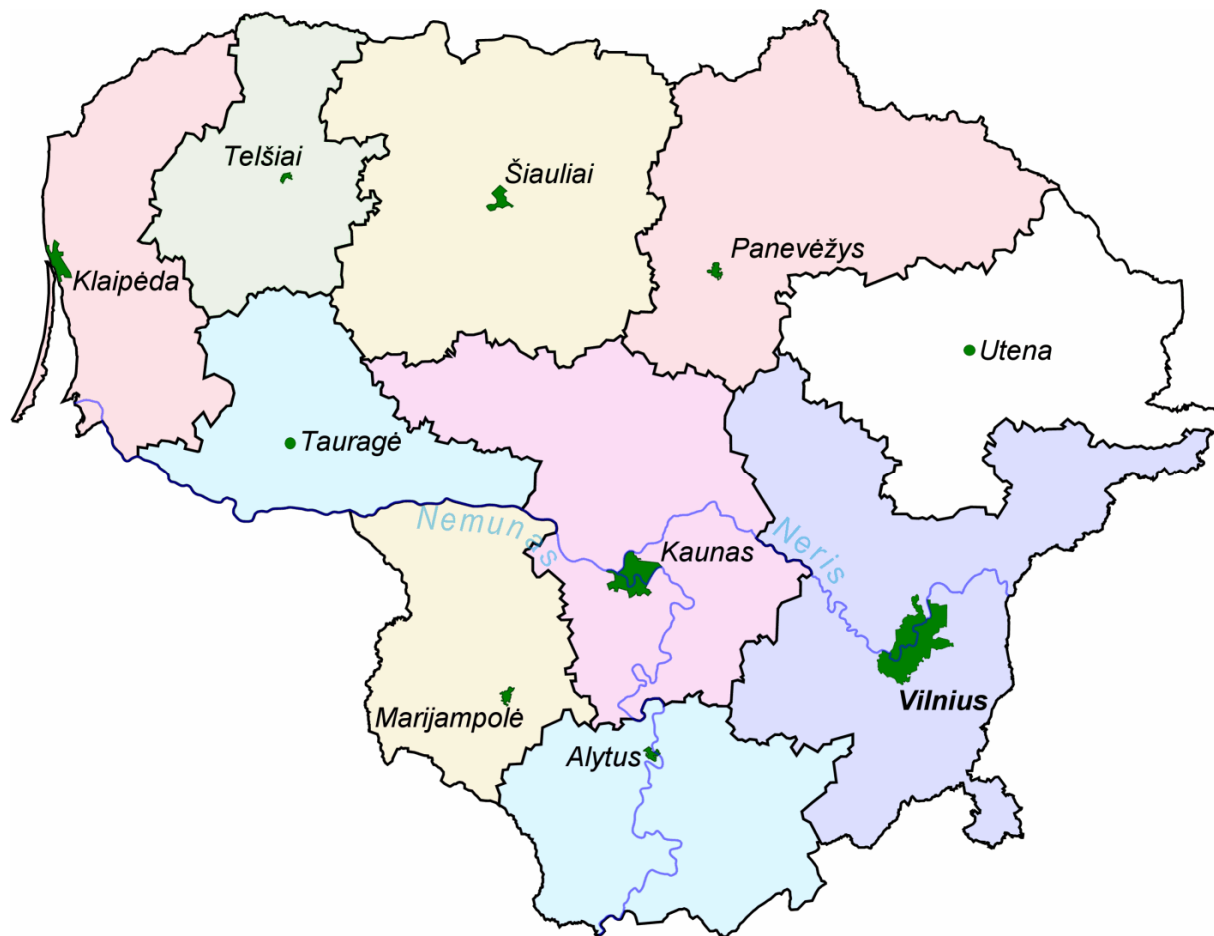 Telšiai
Šiauliai
Panevėžys
Klaipėda
Utena
Tauragė
Nemunas
Neris
Kaunas
Vilnius
Marijampolė
Alytus